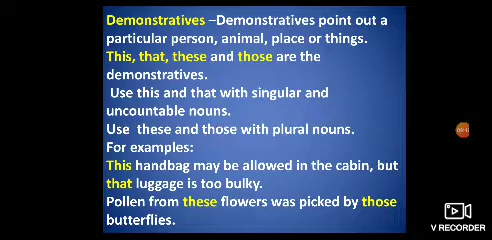 Demonstratives –Demonstratives point out a
particular person, animal, place or things.
This, that, these and those are the
demonstratives.
Use this and that with singular and
uncountable nouns.
Use these and those with plural nouns.
For examples:
This handbag may be allowed in the cabin, but
that luggage is too bulky.
Pollen from these flowers was picked by those
butterflies.
V RECORDER